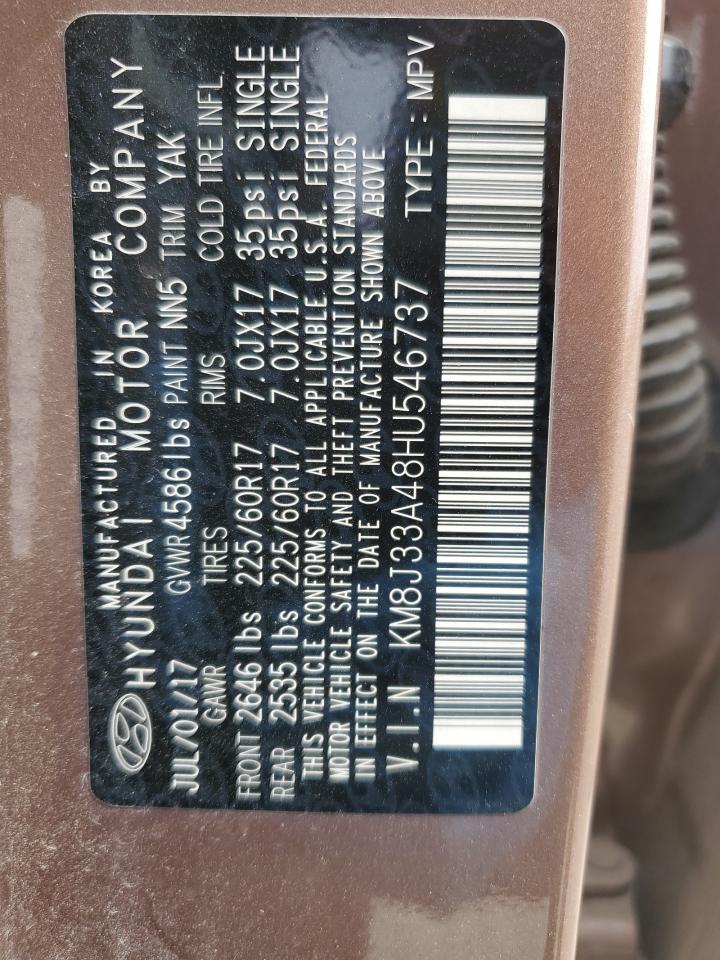 MANUFACTURED IN KOREA BY
HYUNDAI MOTOR COMPANY
JUL/01/17 GVWR 4586 lbs PAINT NN5 TRIM YAK
GAWR TIRES RIMS COLD TIRE INFL
FRONT 2646 lbs 225/60R17 7.0JX17 35psi SINGLE
REAR 2535 lbs 225/60R17 7.0JX17 35psi SINGLE
THIS VEHICLE CONFORMS TO ALL APPLICABLE U.S.A. FEDERAL
MOTOR VEHICLE SAFETY AND THEFT PREVENTION STANDARDS
IN EFFECT ON THE DATE OF MANUFACTURE SHOWN ABOVE
V.I.N KM8J33A48HU546737 TYPE : MPV